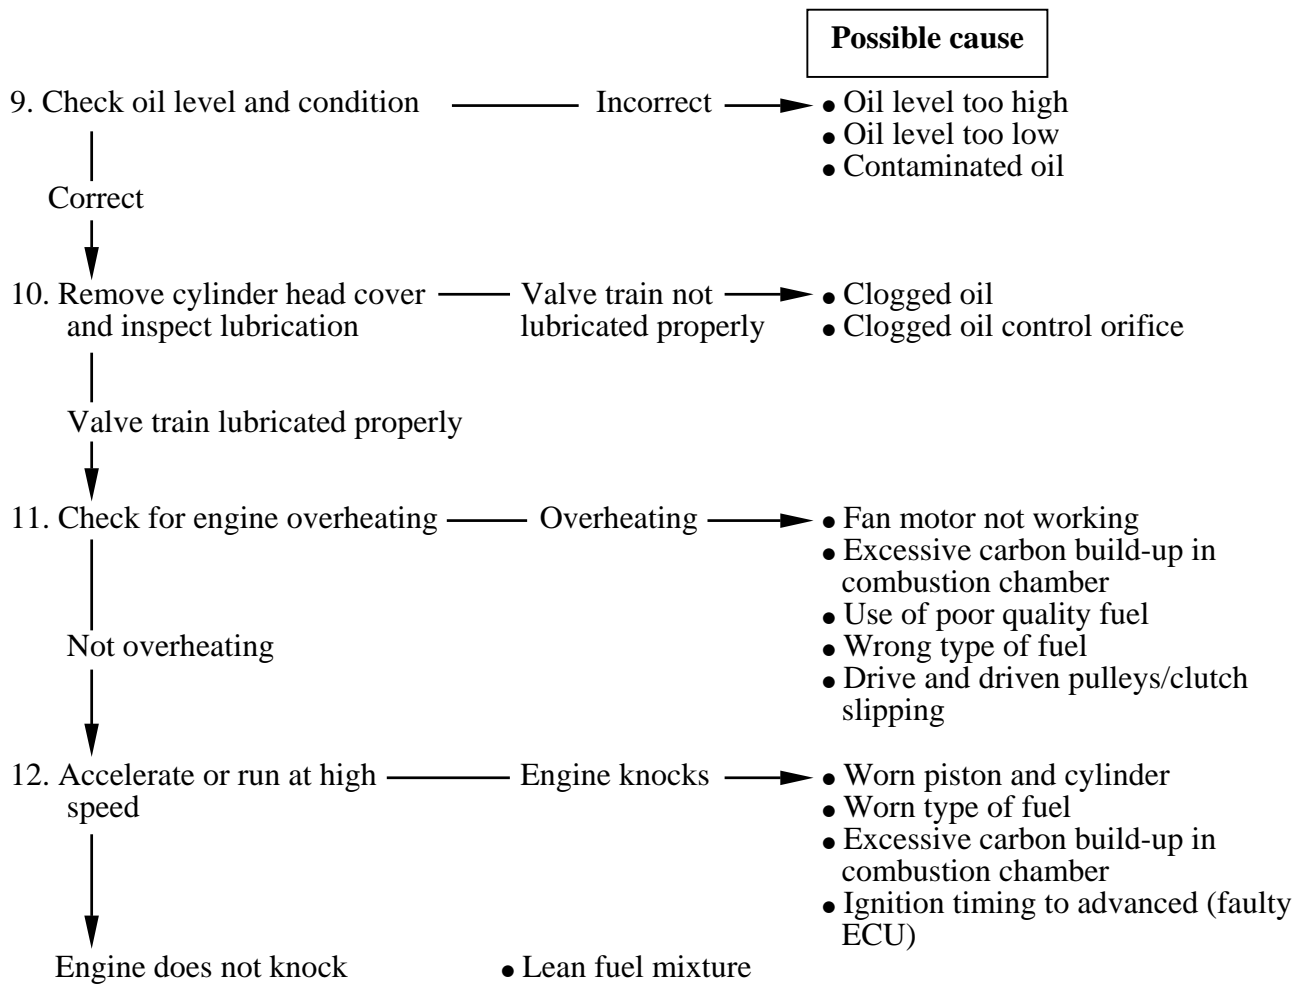 Possible cause
9. Check oil level and condition Incorrect ● Oil level too high
● Oil level too low
● Contaminated oil
Correct
10. Remove cylinder head cover Valve train not ● Clogged oil
and inspect lubrication lubricated properly ● Clogged oil control orifice
Valve train lubricated properly
11. Check for engine overheating Overheating ● Fan motor not working
● Excessive carbon build-up in
combustion chamber
● Use of poor quality fuel
Not overheating ● Wrong type of fuel
● Drive and driven pulleys/clutch
slipping
12. Accelerate or run at high Engine knocks ● Worn piston and cylinder
speed ● Worn type of fuel
● Excessive carbon build-up in
combustion chamber
● Ignition timing to advanced (faulty
ECU)
Engine does not knock ● Lean fuel mixture